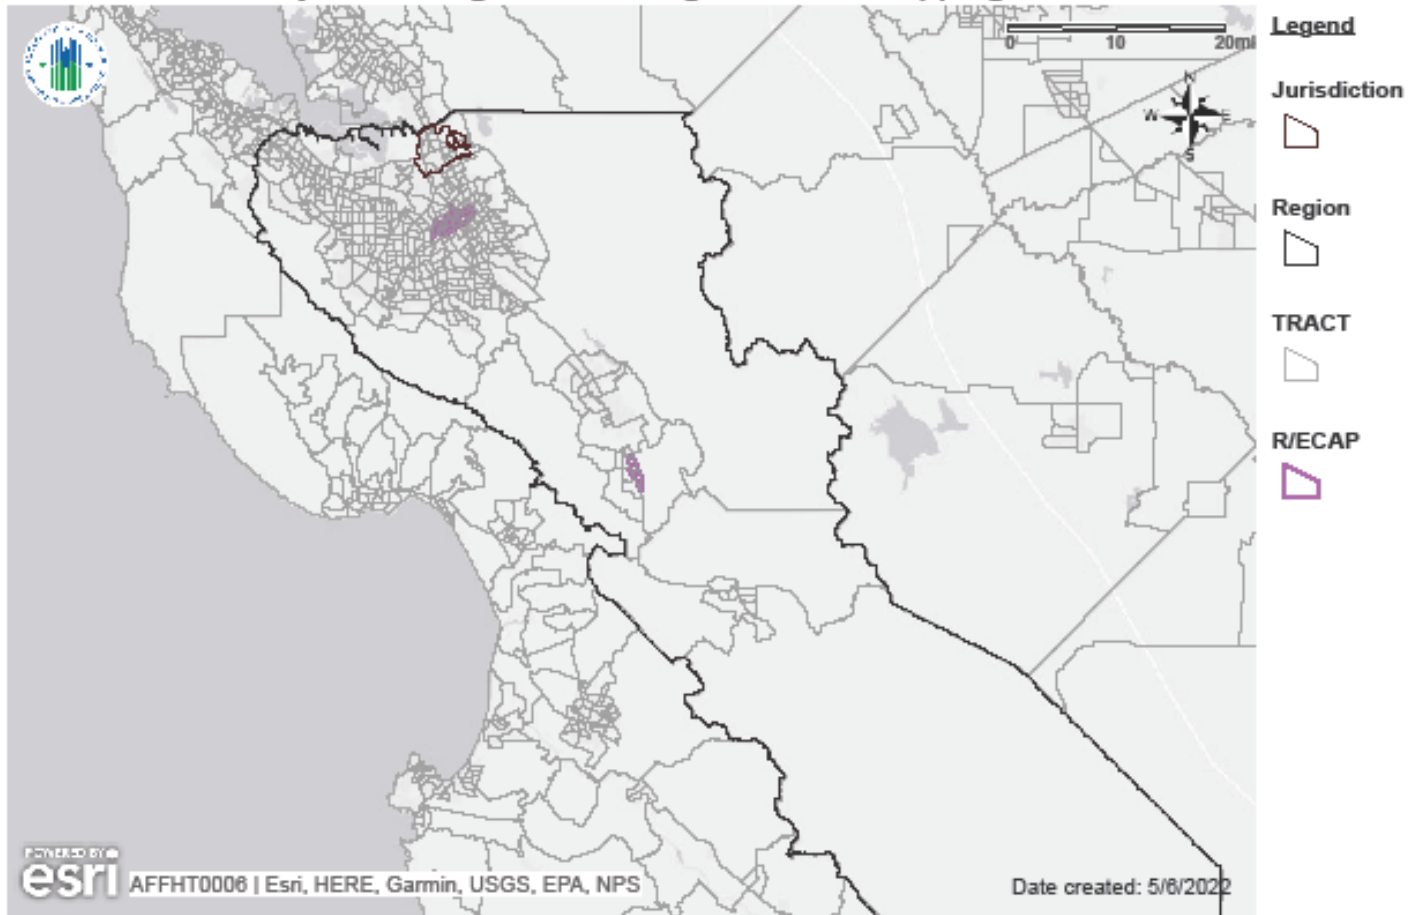 Legend
0 10 20mi
Jurisdiction
N
W E
S
Region
TRACT
R/ECAP
POWERED BY
esri
AFFHT0006 | Esri, HERE, Garmin, USGS, EPA, NPS
Date created: 5/6/2022